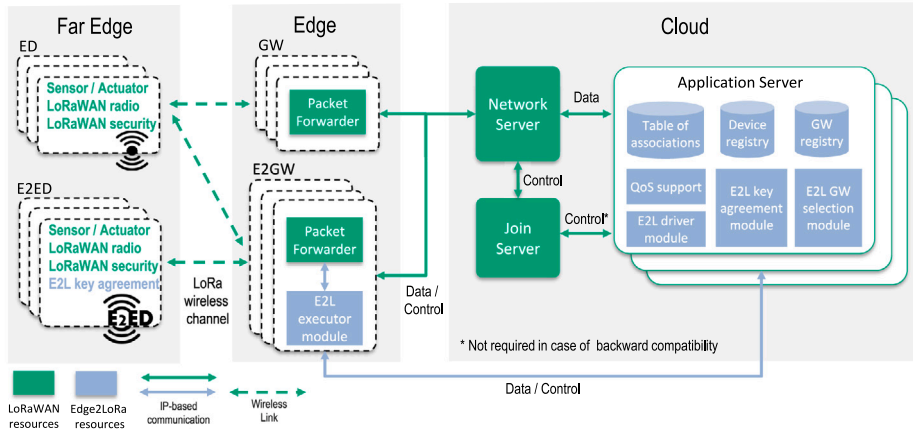 Far Edge
Edge
Cloud
ED
Sensor / Actuator
LoRaWAN radio
LoRaWAN security
GW
Packet
Forwarder
Network
Server
Data
Application Server
Table of
associations
Device
registry
GW
registry
Control
QoS support
E2L driver
module
E2L key
agreement
module
E2L GW
selection
module
E2ED
Sensor / Actuator
LoRaWAN radio
LoRaWAN security
E2L key agreement
E2ED
LoRa
wireless
channel
E2GW
Packet
Forwarder
E2L
executor
module
Data /
Control
Join
Server
Control*
* Not required in case of backward compatibility
Data / Control
LoRaWAN
resources
Edge2LoRa
resources
IP-based
communication
Wireless
Link